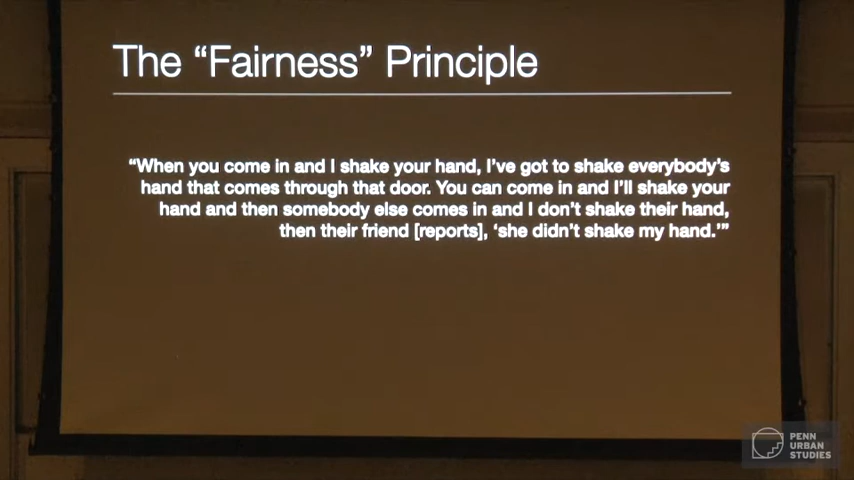 The “Fairness” Principle
“When you come in and I shake your hand, I’ve got to shake everybody’s
hand that comes through that door. You can come in and I’ll shake your
hand and then somebody else comes in and I don’t shake their hand,
then their friend [reports], ‘she didn’t shake my hand.’”
PENN
URBAN
STUDIES